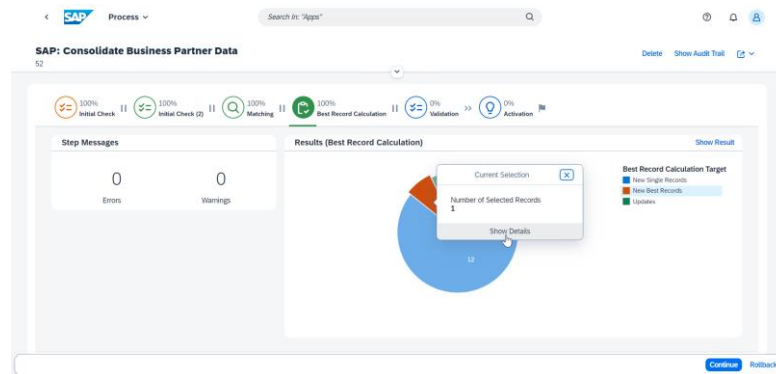 SAP Process
Search In: "Apps"
SAP: Consolidate Business Partner Data
52
Delete Show Audit Trail
100%
Initial Check
100%
Initial Check (2)
100%
Matching
100%
Best Record Calculation
0%
Validation
0%
Activation
Step Messages
0
Errors
0
Warnings
Results (Best Record Calculation)
Show Result
Current Selection
Number of Selected Records
1
Show Details
12
Best Record Calculation Target
New Single Records
New Best Records
Updates
Continue Rollback